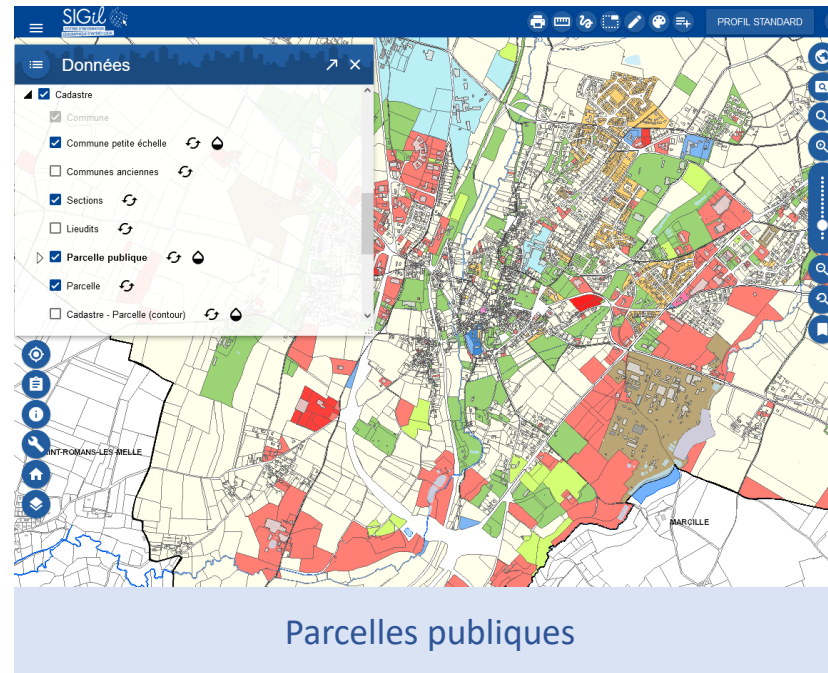 SIGil
PROFIL STANDARD
Données
Cadastre
Commune
Commune petite échelle
Communes anciennes
Sections
Lieudits
Parcelle publique
Parcelle
Cadastre - Parcelle (contour)
INT-ROMANS-LES-MELLE
MARCILLE
Parcelles publiques